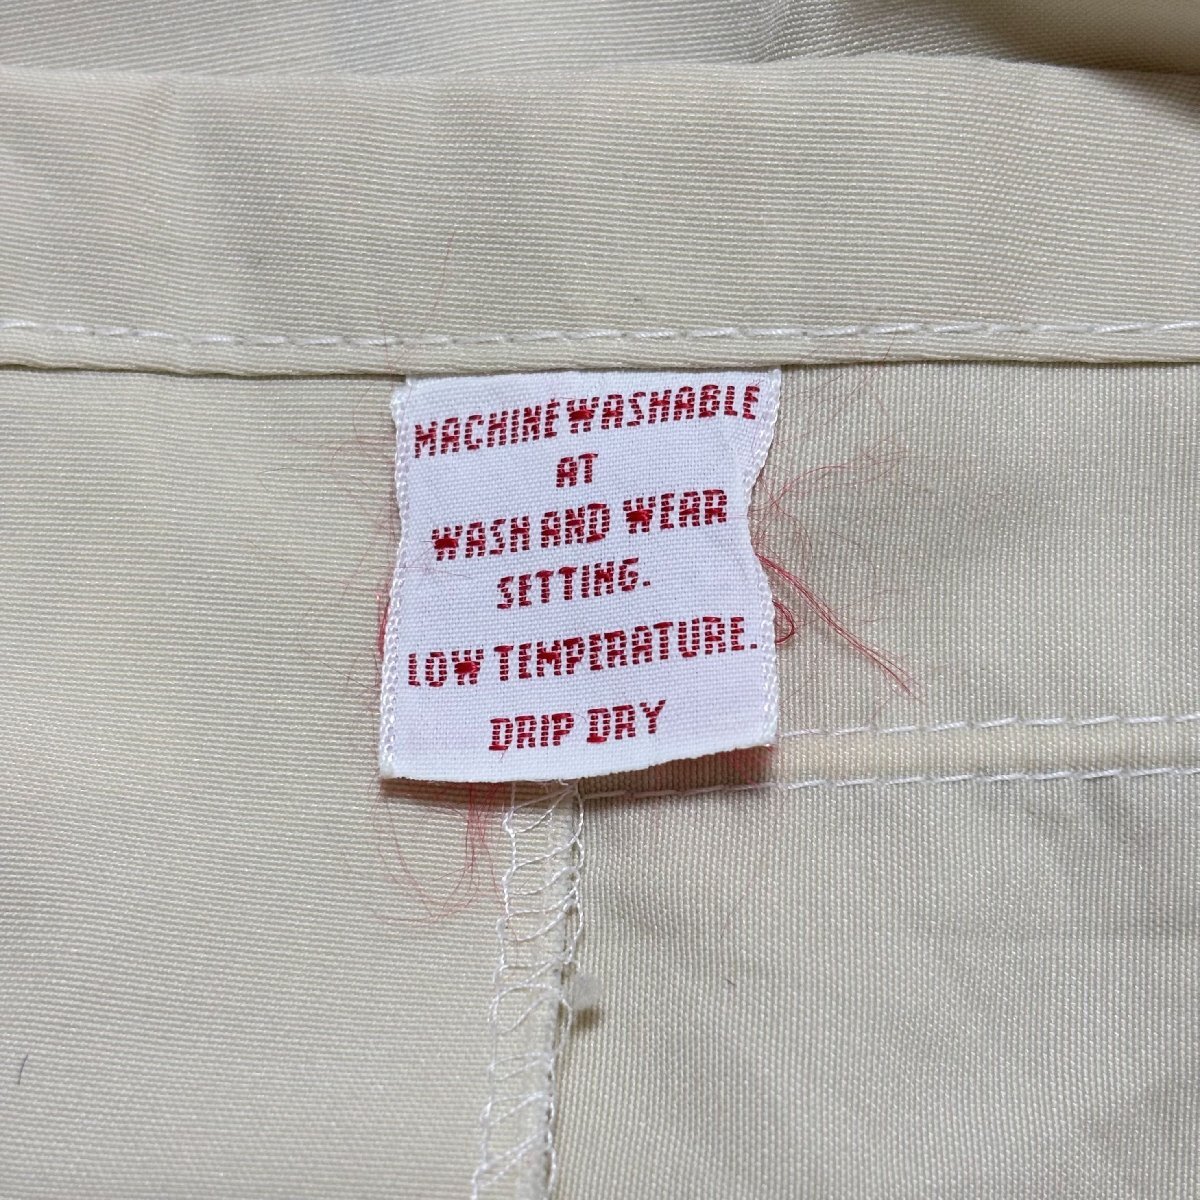 MACHINE WASHABLE
AT
WASH AND WEAR
SETTING.
LOW TEMPERATURE.
DRIP DRY